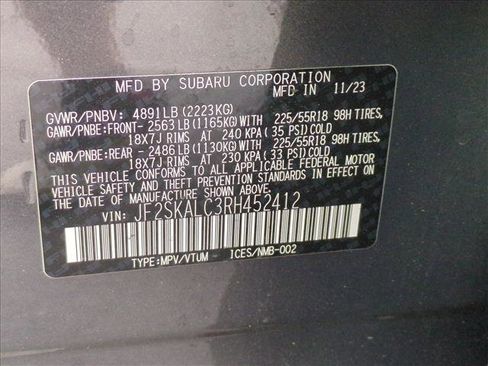 MFD BY SUBARU CORPORATION MFD IN 11/23
GVWR/PNBV: 4891LB(2223KG)
GAWR/PNBE:FRONT- 2563LB(1165KG)WITH 225/55R18 98H TIRES,
18X7J RIMS AT 240 KPA(35 PSI)COLD
GAWR/PNBE:REAR - 2486LB(1130KG)WITH 225/55R18 98H TIRES,
18X7J RIMS AT 230 KPA(33 PSI)COLD
THIS VEHICLE CONFORMS TO ALL APPLICABLE FEDERAL MOTOR
VEHICLE SAFETY AND BUMPER STANDARDS IN EFFECT ON
THE DATE OF MANUFACTURE SHOWN ABOVE.
VIN: JF2SKALC3RH452412
TYPE:MPV/VTUM ICES/NMB-002